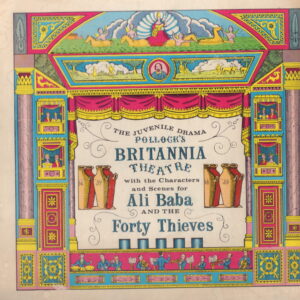 THE JUVENILE DRAMA
POLLOCK'S
BRITANNIA
THEATRE
with the Characters
and Scenes for
Ali Baba
AND THE
Forty Thieves